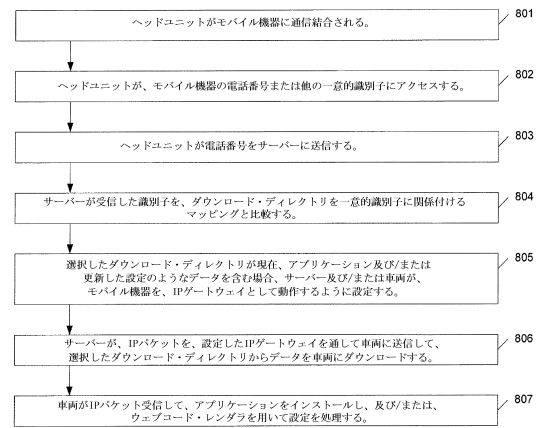 801
ヘッドユニットがモバイル機器に通信結合される。
802
ヘッドユニットが、モバイル機器の電話番号または他の一意的識別子にアクセスする。
803
ヘッドユニットが電話番号をサーバーに送信する。
804
サーバーが受信した識別子を、ダウンロード・ディレクトリを一意的識別子に関係付ける
マッピングと比較する。
805
選択したダウンロード・ディレクトリが現在、アプリケーション及び/または
更新した設定のようなデータを含む場合、サーバー及び/または車両が、
モバイル機器を、IPゲートウェイとして動作するように設定する。
806
サーバーが、IPパケットを、設定したIPゲートウェイを通して車両に送信して、
選択したダウンロード・ディレクトリからデータを車両にダウンロードする。
807
車両がIPパケット受信して、アプリケーションをインストールし、及び/または、
ウェブコード・レンダラを用いて設定を処理する。